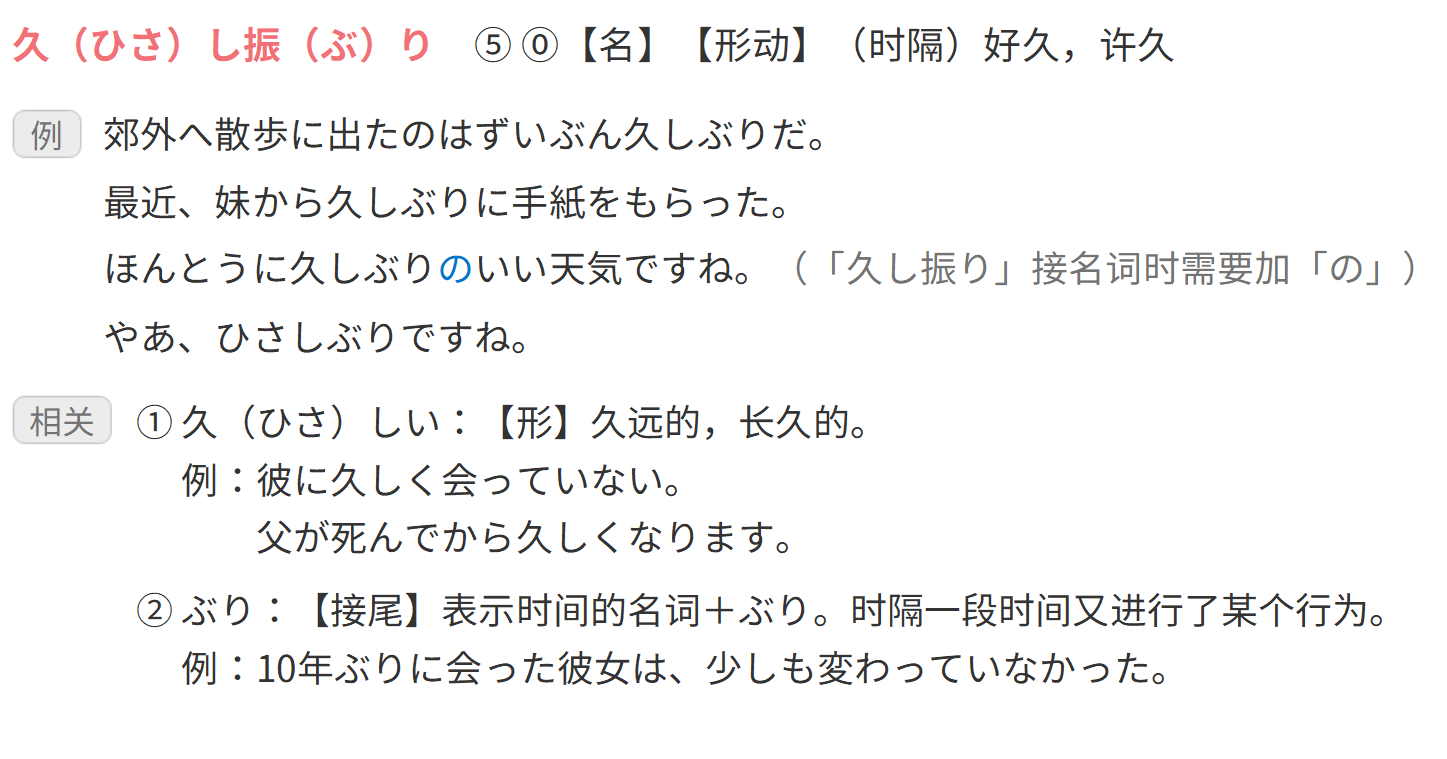 久（ひさ）し振（ぶ）り ⑤ ⓪【名】【形动】（时隔）好久，许久
例 郊外へ散歩に出たのはずいぶん久しぶりだ。
最近、妹から久しぶりに手紙をもらった。
ほんとうに久しぶりのいい天気ですね。（「久し振り」接名词时需要加「の」）
やあ、ひさしぶりですね。
相关 ① 久（ひさ）しい：【形】久远的，长久的。
例：彼に久しく会っていない。
父が死んでから久しくなります。
② ぶり：【接尾】表示时间的名词＋ぶり。时隔一段时间又进行了某个行为。
例：10年ぶりに会った彼女は、少しも変わっていなかった。